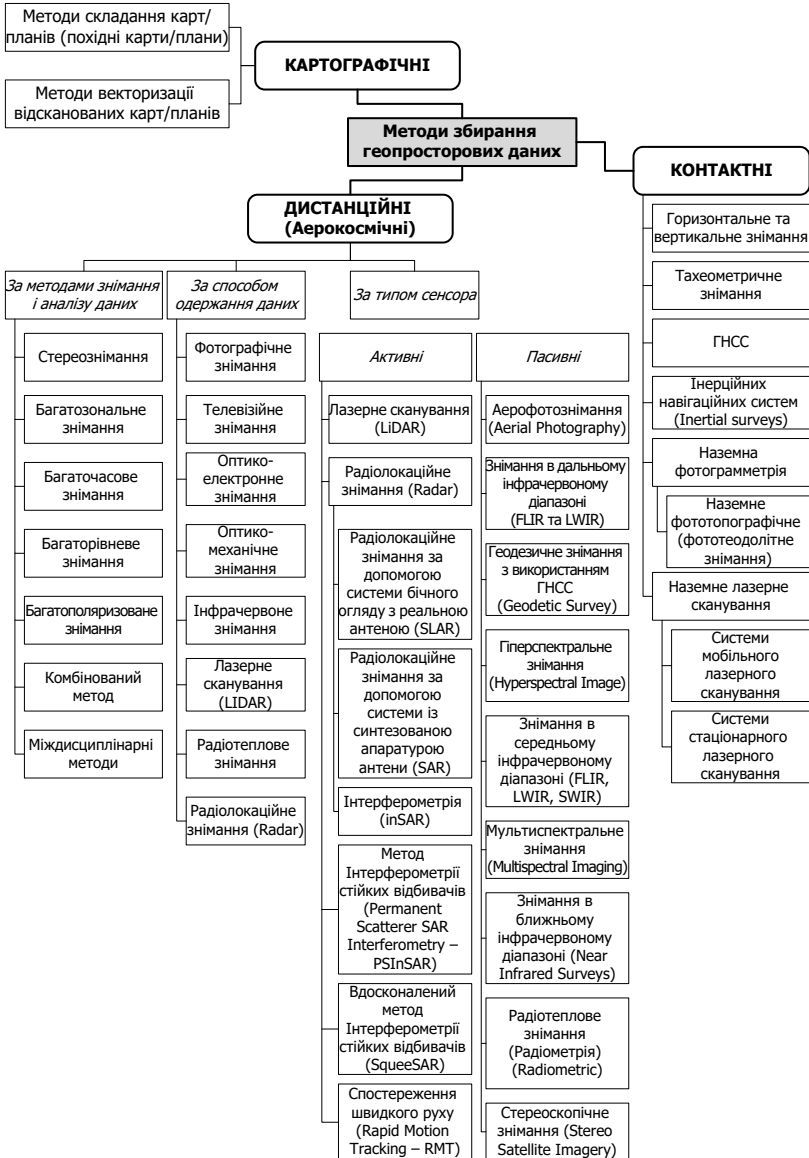 Методи складання карт/
планів (похідні карти/плани)
Методи векторизації
відсканованих карт/планів
КАРТОГРАФІЧНІ
Методи збирання
геопросторових даних
КОНТАКТНІ
ДИСТАНЦІЙНІ
(Аерокосмічні)
За методами знімання
і аналізу даних
Стереознімання
Багатозональне
знімання
Багаточасове
знімання
Багаторівневе
знімання
Багатополяризоване
знімання
Комбінований
метод
Міждисциплінарні
методи
За способом
одержання даних
Фотографічне
знімання
Телевізійне
знімання
Оптико-
електронне
знімання
Оптико-
механічне
знімання
Інфрачервоне
знімання
Лазерне
сканування
(LIDAR)
Радіотеплове
знімання
Радіолокаційне
знімання (Radar)
За типом сенсора
Активні
Лазерне сканування
(LiDAR)
Радіолокаційне
знімання (Radar)
Радіолокаційне
знімання за
допомогою
системи бічного
огляду з реальною
антеною (SLAR)
Радіолокаційне
знімання за
допомогою
системи із
синтезованою
апаратурою
антени (SAR)
Інтерферометрія
(inSAR)
Метод
Інтерферометрії
стійких відбивачів
(Permanent
Scatterer SAR
Interferometry –
PSInSAR)
Вдосконалений
метод
Інтерферометрії
стійких відбивачів
(SqueeSAR)
Спостереження
швидкого руху
(Rapid Motion
Tracking – RMT)
Пасивні
Аерофотознімання
(Aerial Photography)
Знімання в дальньому
інфрачервоному
діапазоні
(FLIR та LWIR)
Геодезичне знімання
з використанням
ГНСС
(Geodetic Survey)
Гіперспектральне
знімання
(Hyperspectral Image)
Знімання в
середньому
інфрачервоному
діапазоні (FLIR,
LWIR, SWIR)
Мультиспектральне
знімання
(Multispectral Imaging)
Знімання в
ближньому
інфрачервоному
діапазоні (Near
Infrared Surveys)
Радіотеплове
знімання
(Радіометрія)
(Radiometric)
Стереоскопічне
знімання (Stereo
Satellite Imagery)
Горизонтальне та
вертикальне знімання
Тахеометричне
знімання
ГНСС
Інерційних
навігаційних систем
(Inertial surveys)
Наземна
фотограмметрія
Наземне
фототопографічне
(фототеодолітне
знімання)
Наземне лазерне
сканування
Системи
мобільного
лазерного
сканування
Системи
стаціонарного
лазерного
сканування